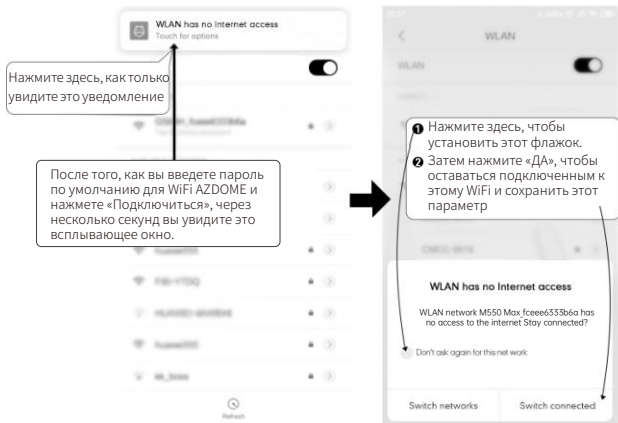 WLAN has no Internet access
Touch for options
Нажмите здесь, как только
увидите это уведомление
После того, как вы введете пароль
по умолчанию для WiFi AZDOME и
нажмете «Подключиться», через
несколько секунд вы увидите это
всплывающее окно.
Refresh
WLAN
WLAN
❶ Нажмите здесь, чтобы
установить этот флажок.
❷ Затем нажмите «ДА», чтобы
оставаться подключенным к
этому WiFi и сохранить этот
параметр
WLAN has no Internet access
WLAN network M550 Max_fceee6333b6a has
no access to the internet Stay connected?
Don't ask again for this net work
Switch networks
Switch connected